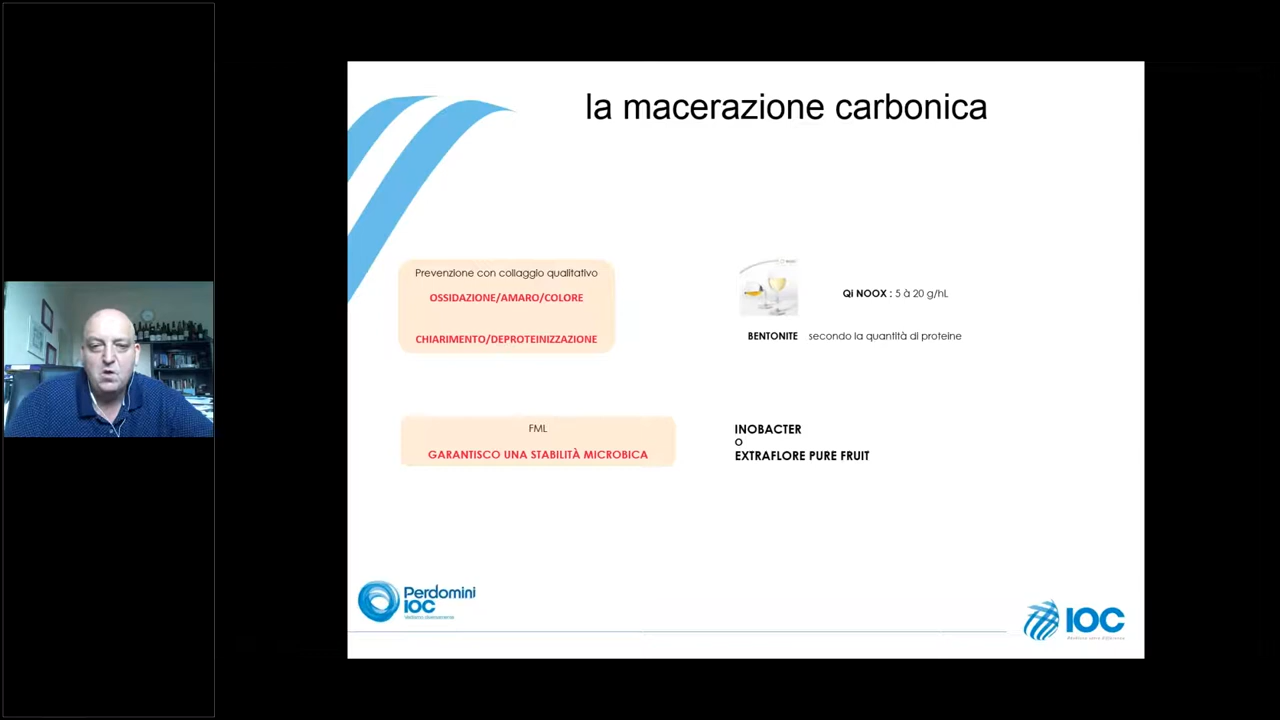 la macerazione carbonica
Prevenzione con collaggio qualitativo
OSSIDAZIONE/AMARO/COLORE
CHIARIMENTO/DEPROTEINIZZAZIONE
Qi NOOX : 5 à 20 g/hL
BENTONITE secondo la quantità di proteine
FML
GARANTISCO UNA STABILITÀ MICROBICA
INOBACTER
O
EXTRAFLORE PURE FRUIT
Perdomini
IOC
IOC